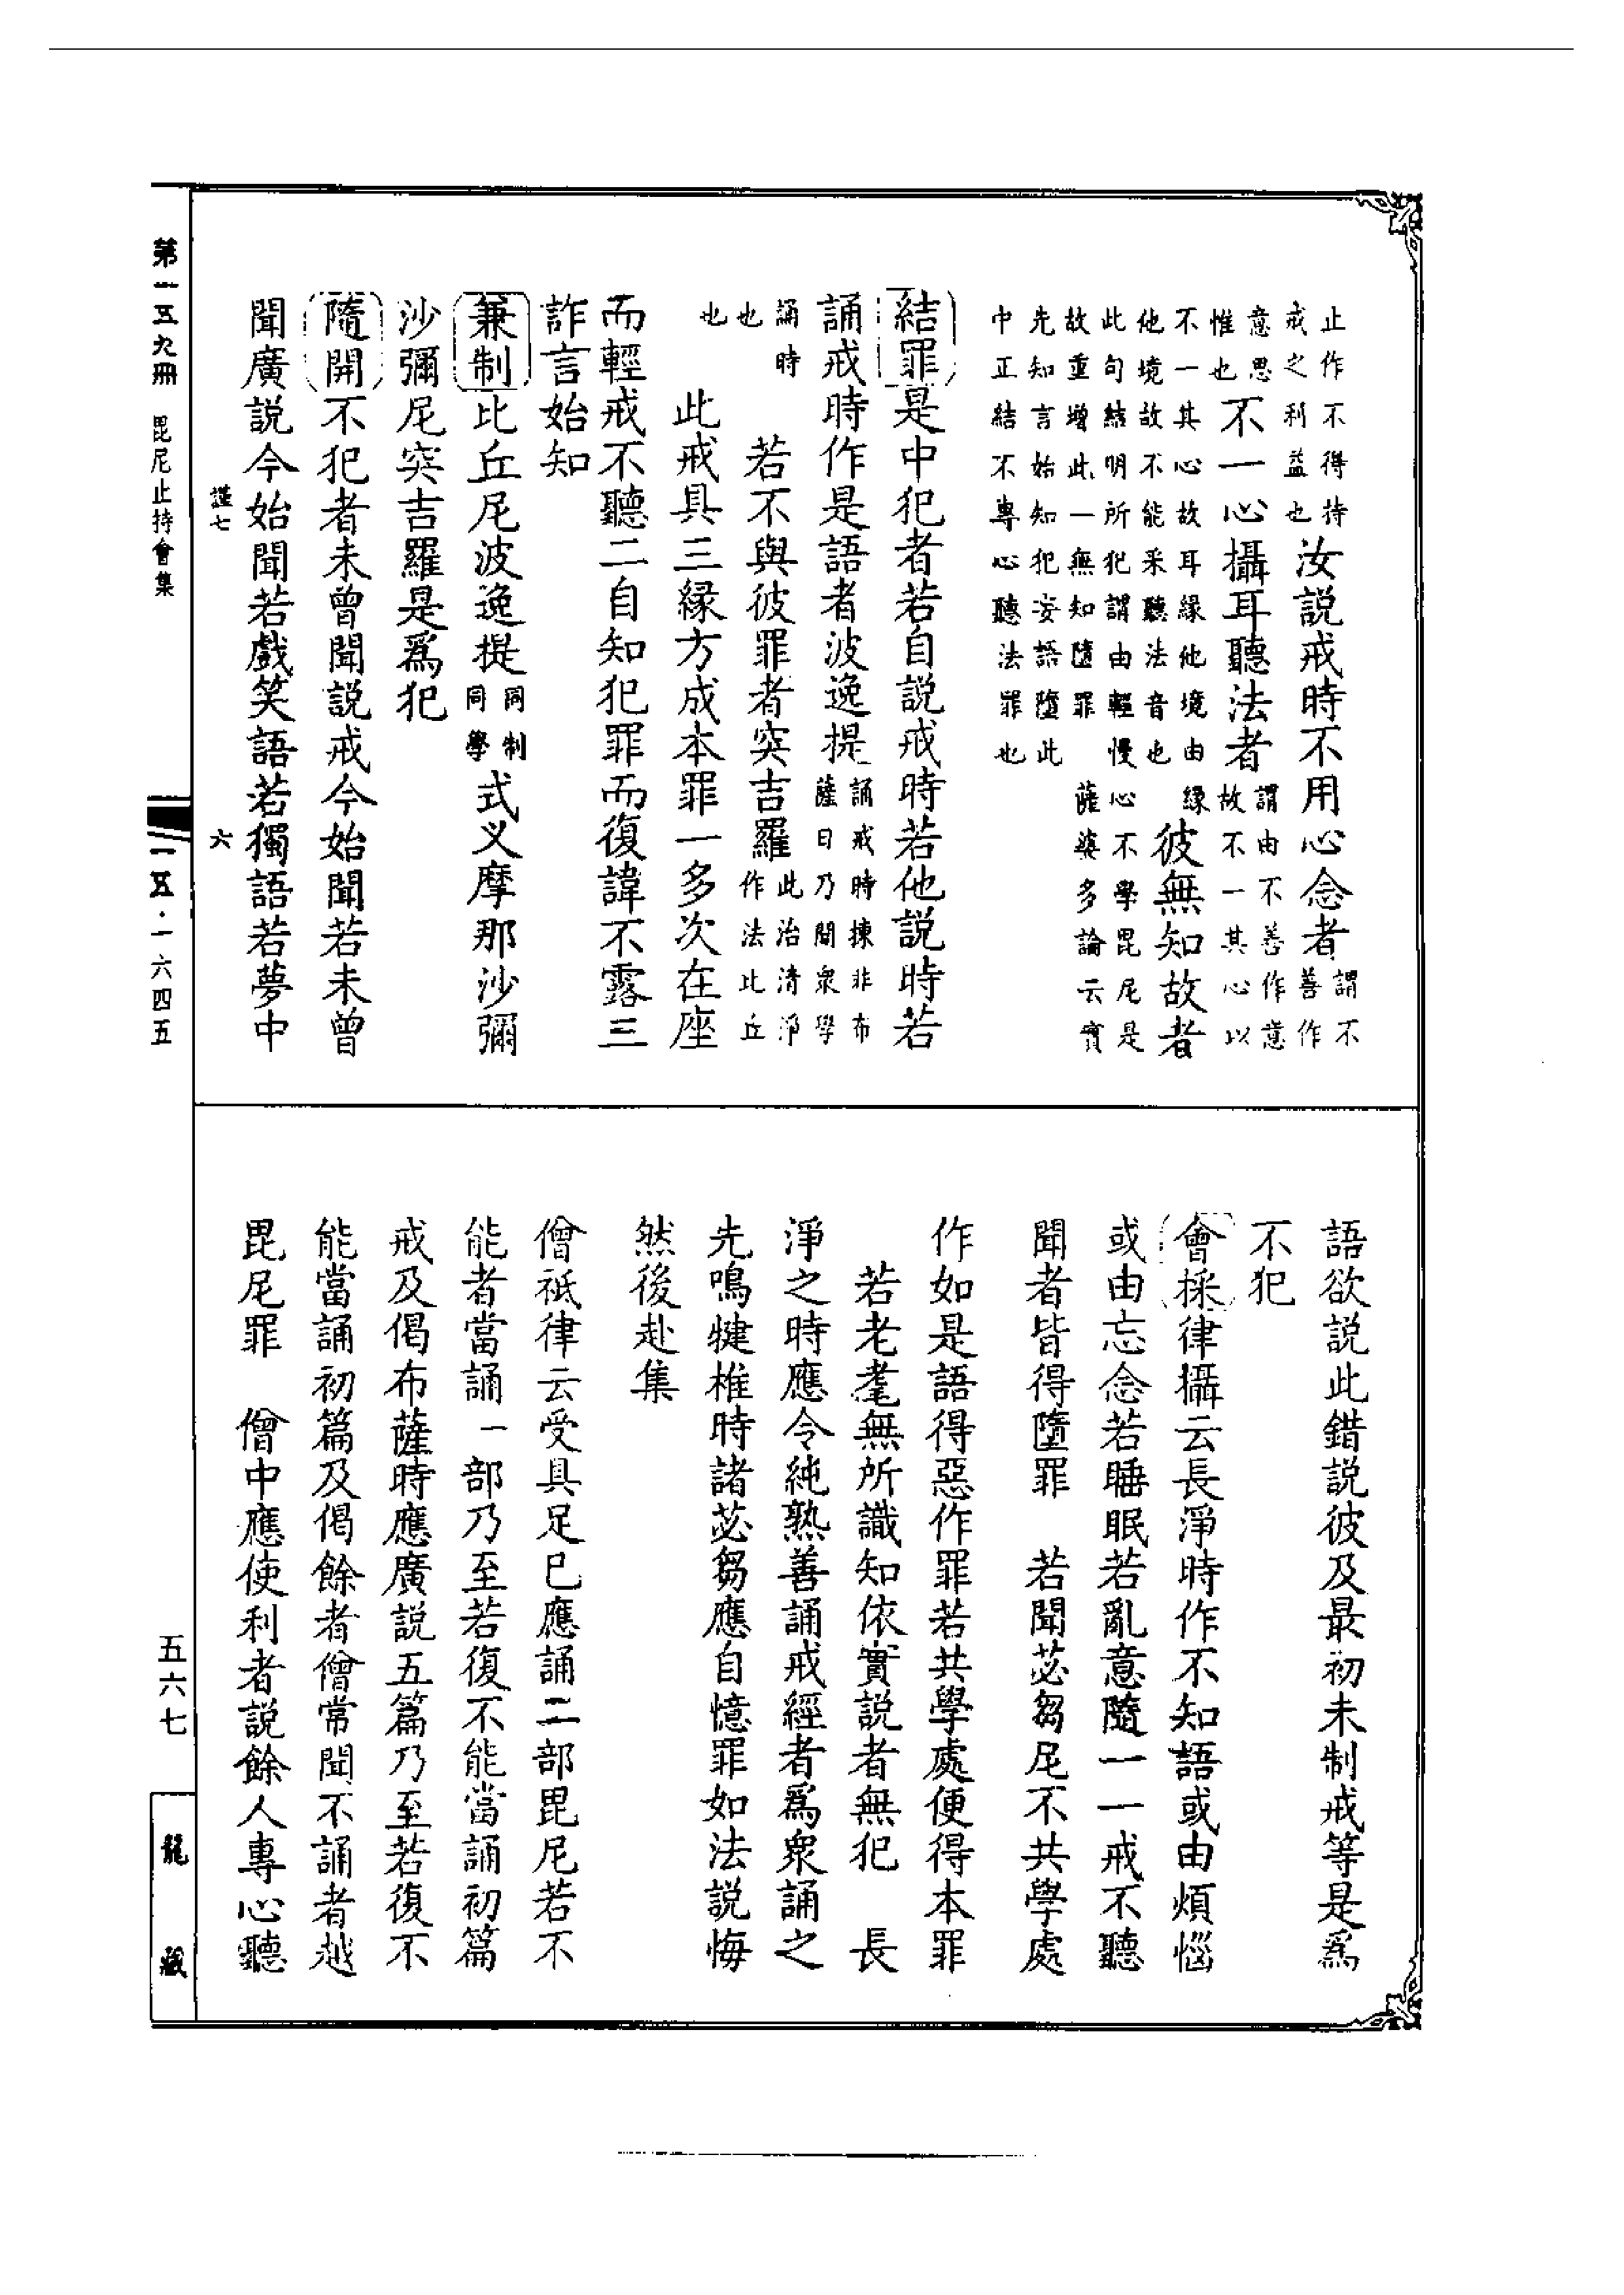 止作不得持
戒之利益也
汝說戒時不用心念者
謂不
善作
意思
惟也
不一心攝耳聽法者
謂由不善作意
故不一其心以
不一其心故耳緣他境由緣
他境故不能采聽法音也
彼無知故者
此句結明所犯謂由輕慢心不學毘尼是
故重增此一無知墮罪　薩婆多論云實
先知言始知犯妄語墮此
中正結不專心聽法罪也
結罪是中犯者若自說戒時若他說時若
誦戒時作是語者波逸提
誦戒時揀非布
薩日乃簡衆學
誦時
也
若不與彼罪者突吉羅
此治清淨
作法比丘
也
此戒具三緣方成本罪一多次在座
而輕戒不聽二自知犯罪而復諱不露三
詐言始知
兼制比丘尼波逸提
同制
同學
式叉摩那沙彌
沙彌尼突吉羅是爲犯
隨開不犯者未曾聞說戒今始聞若未曾
聞廣說今始聞若戲笑語若獨語若夢中
謹七　六
語欲說此錯說彼及最初未制戒等是爲
不犯
會採律攝云長淨時作不知語或由煩惱
或由忘念若睡眠若亂意隨一一戒不聽
聞者皆得墮罪　若聞苾芻尼不共學處
作如是語得惡作罪若共學處便得本罪
若老耄無所識知依實說者無犯　長
淨之時應令純熟善誦戒經者爲衆誦之
先鳴犍椎時諸苾芻應自憶罪如法說悔
然後赴集
僧祇律云受具足已應誦二部毘尼若不
能者當誦一部乃至若復不能當誦初篇
戒及偈布薩時應廣說五篇乃至若復不
能當誦初篇及偈餘者僧常聞不誦者越
毘尼罪　僧中應使利者說餘人專心聽
第一五九冊　毘尼止持會集
一五·一六四五
五六七
龍藏